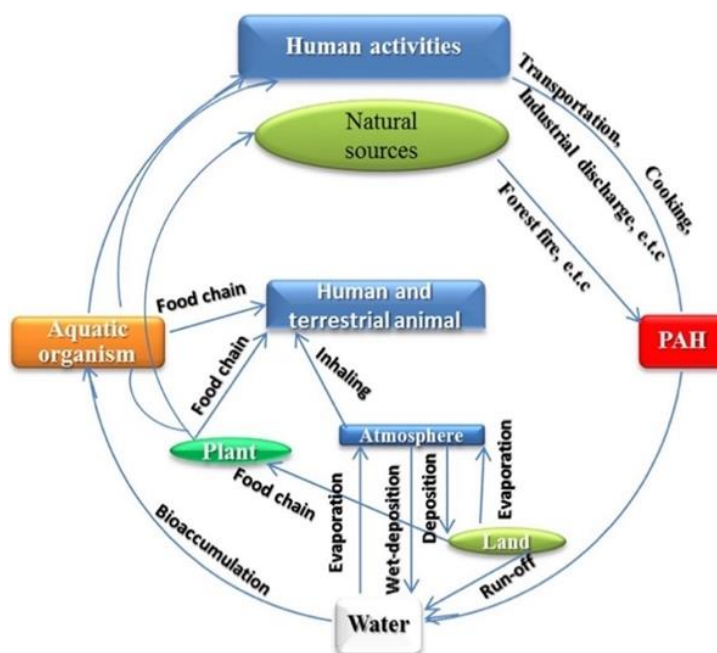 Human activities
Natural
sources
Transportation,
Cooking,
Industrial discharge, e.t.c
Forest fire, e.t.c
Food chain
Human and
terrestrial animal
Aquatic
organism
PAH
Food chain
Inhaling
Plant
Atmosphere
Food chain
Evaporation
Wet-deposition
Deposition
Evaporation
Land
Run-off
Bioaccumulation
Water